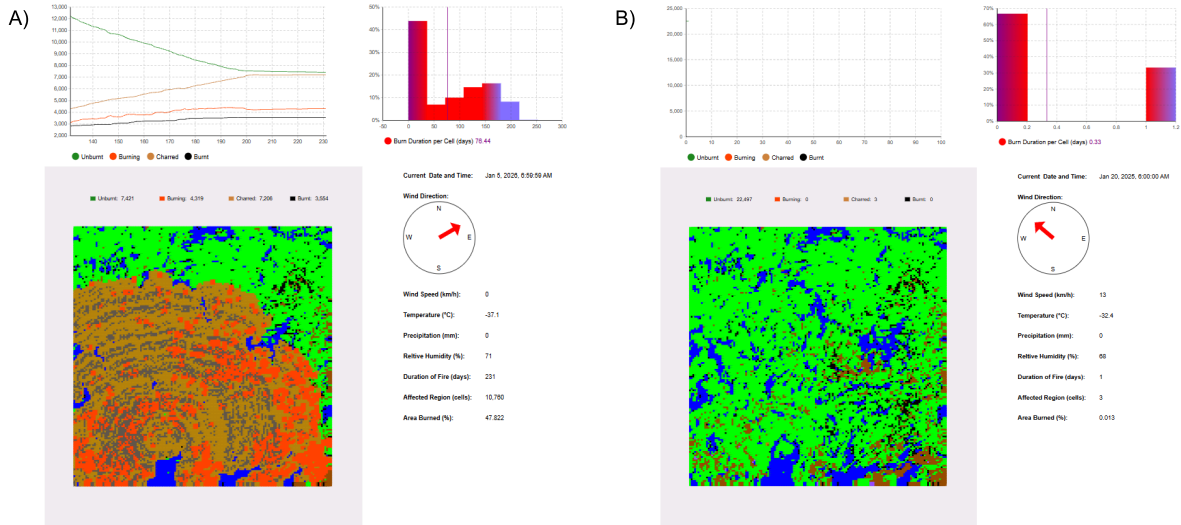 A)
13,000
12,000
11,000
10,000
9,000
8,000
7,000
6,000
5,000
4,000
3,000
2,000
140 150 160 170 180 190 200 210 220 230
Unburnt Burning Charred Burnt
50%
40%
30%
20%
10%
0%
-50 0 50 100 150 200 250 300
Burn Duration per Cell (days) 76.44
Unburnt: 7,421 Burning: 4,319 Charred: 7,206 Burnt: 3,554
Current Date and Time: Jan 5, 2026, 6:59:59 AM
Wind Direction:
N
W E
S
Wind Speed (km/h): 0
Temperature (°C): -37.1
Precipitation (mm): 0
Reltive Humidity (%): 71
Duration of Fire (days): 231
Affected Region (cells): 10,760
Area Burned (%): 47.822
B)
25,000
20,000
15,000
10,000
5,000
0
0 10 20 30 40 50 60 70 80 90 100
Unburnt Burning Charred Burnt
70%
60%
50%
40%
30%
20%
10%
0%
0 0.2 0.4 0.6 0.8 1 1.2
Burn Duration per Cell (days) 0.33
Unburnt: 22,497 Burning: 0 Charred: 3 Burnt: 0
Current Date and Time: Jan 20, 2025, 6:00:00 AM
Wind Direction:
N
W E
S
Wind Speed (km/h): 13
Temperature (°C): -32.4
Precipitation (mm): 0
Reltive Humidity (%): 68
Duration of Fire (days): 1
Affected Region (cells): 3
Area Burned (%): 0.013